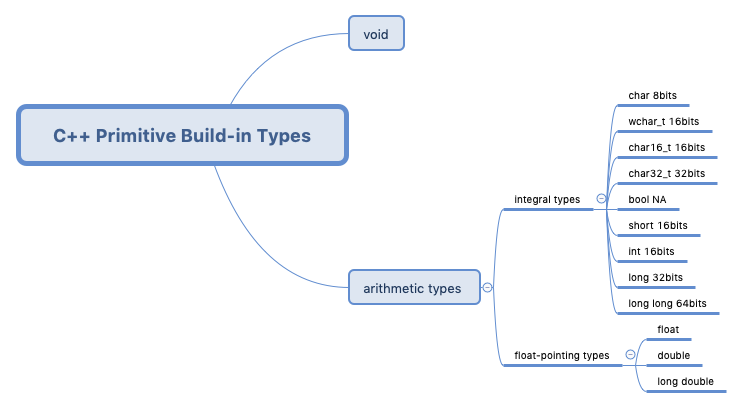 void
C++ Primitive Build-in Types
char 8bits
wchar_t 16bits
char16_t 16bits
char32_t 32bits
integral types
bool NA
short 16bits
int 16bits
long 32bits
long long 64bits
arithmetic types
float
float-pointing types
double
long double